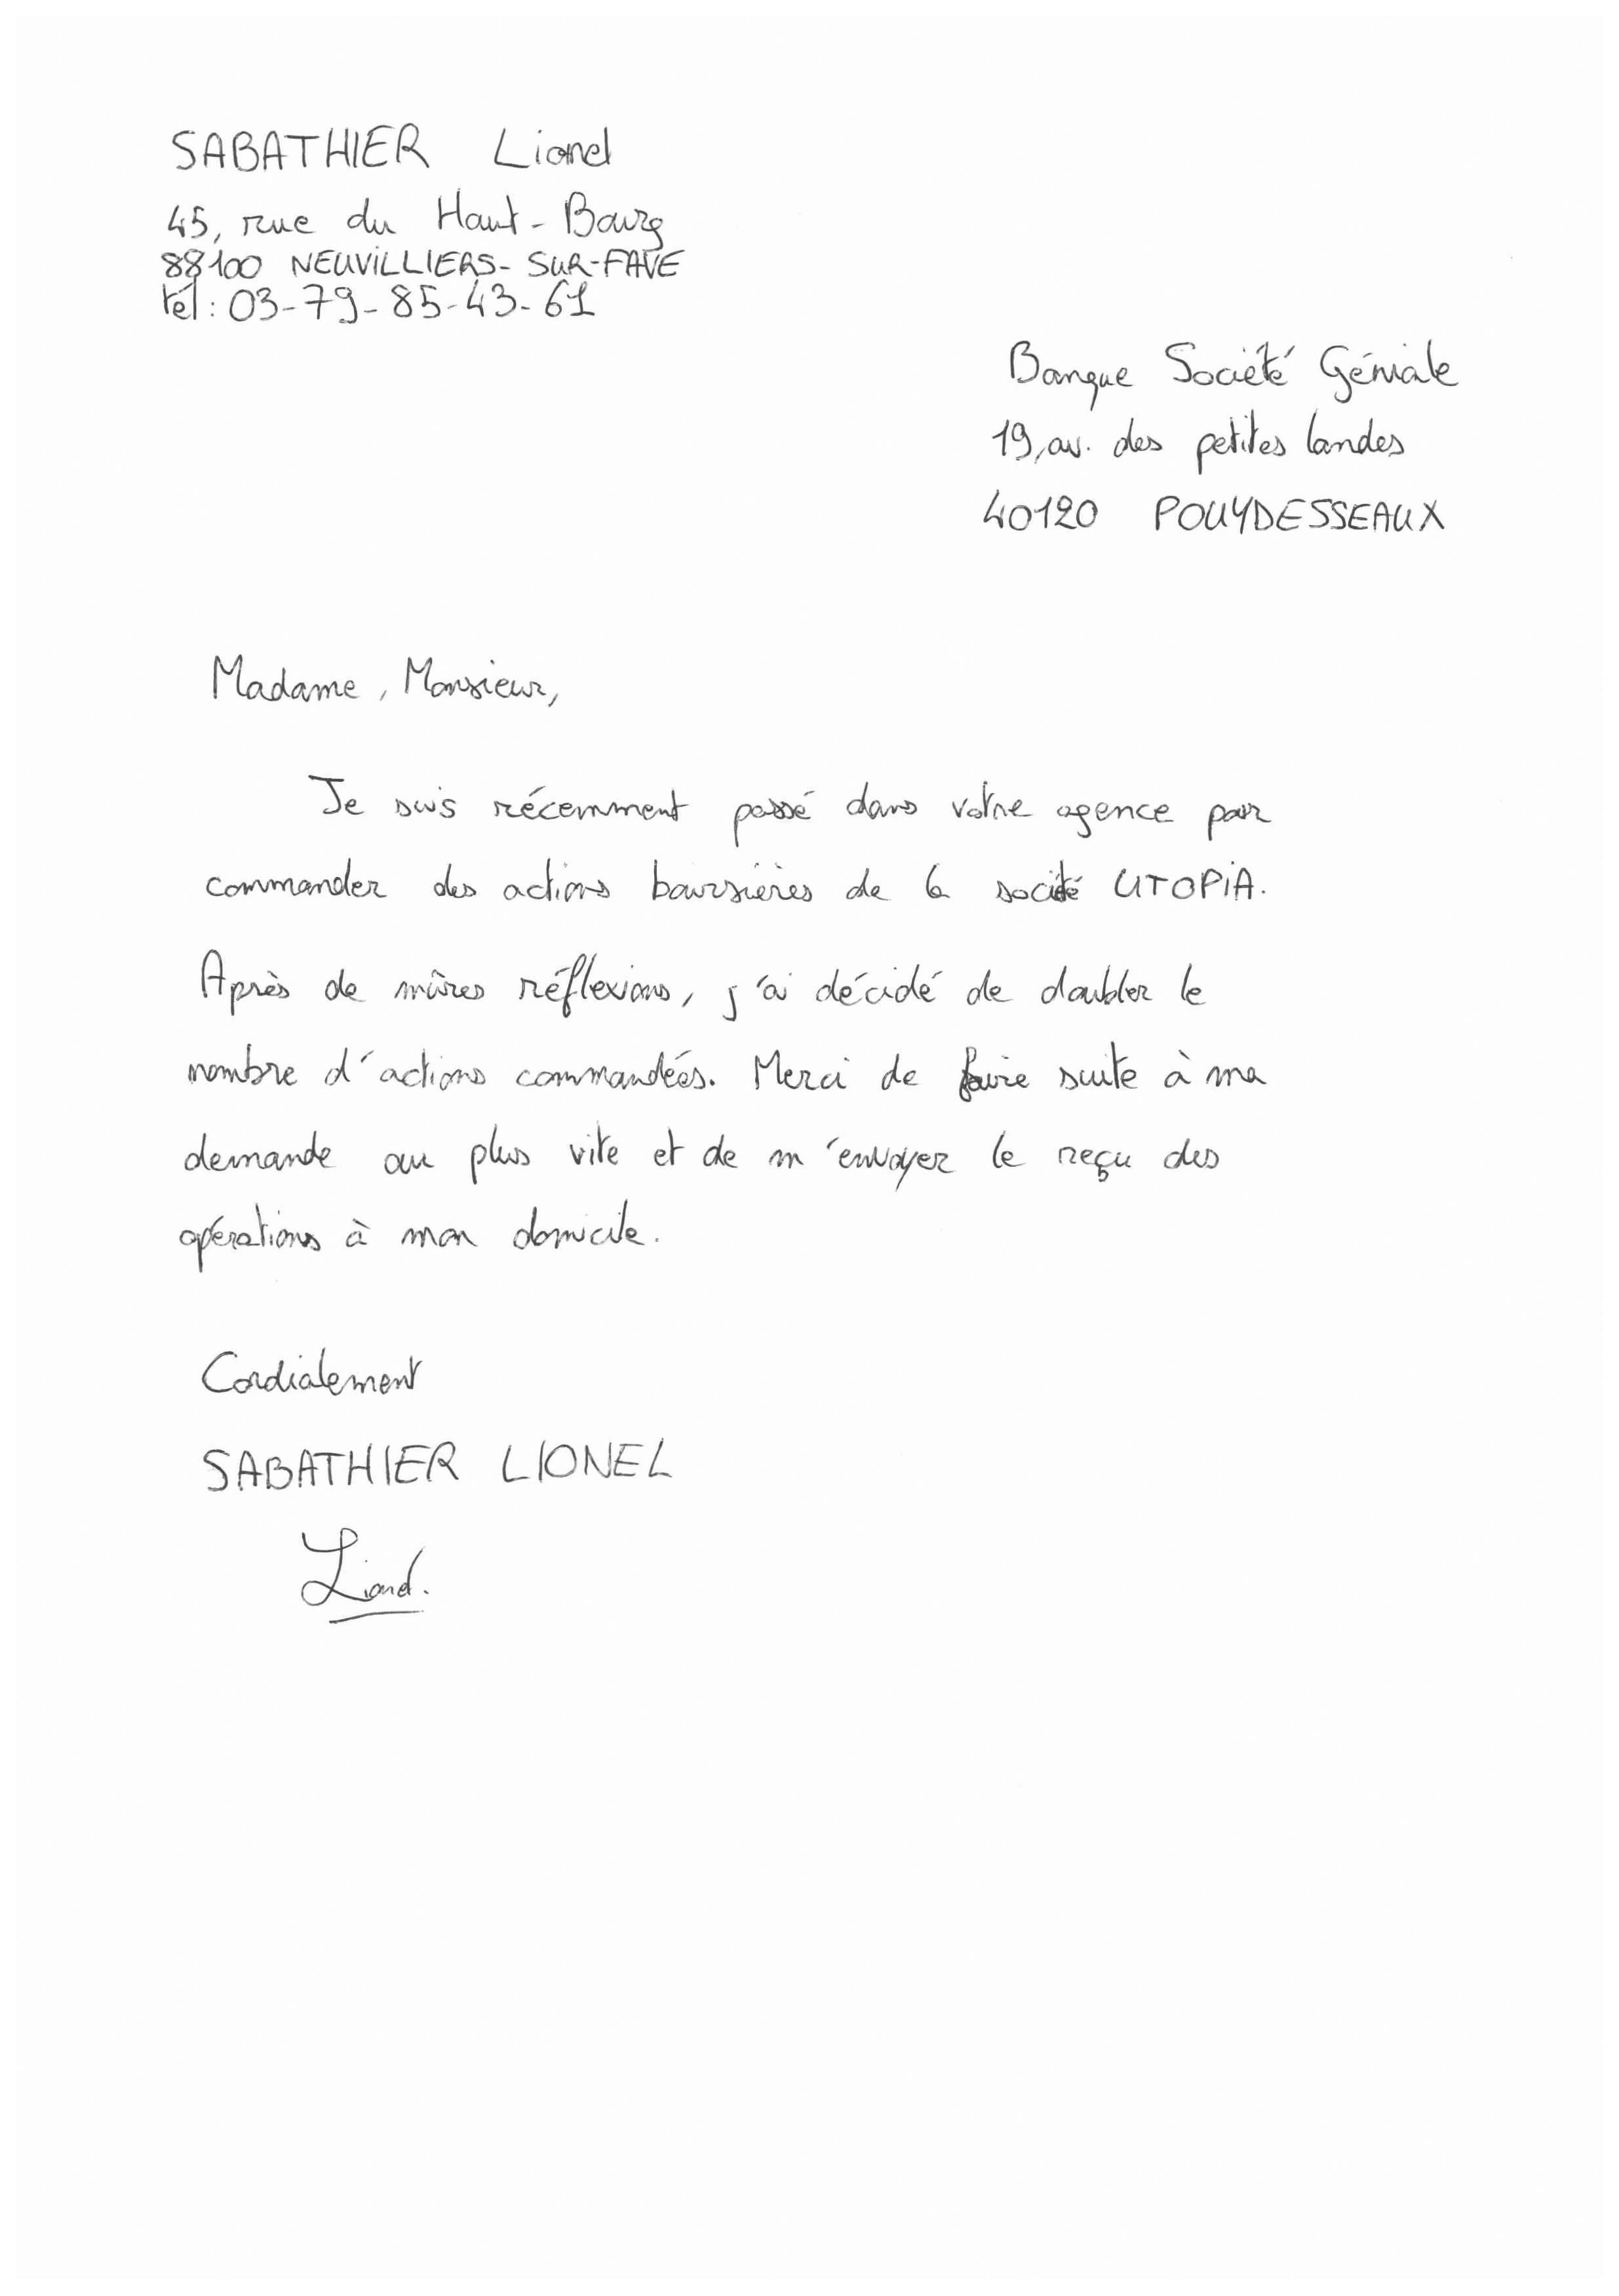 SABATHIER Lionel
45, rue du Haut-Bourg
88100 NEUVILLIERS-SUR-FAVE
tél : 03-79-85-43-61
Banque Société Géniale
19, av. des petites landes
40120 POUYDESSEAUX
Madame, Monsieur,
Je suis récemment passé dans votre agence pour
commander des actions boursières de la société UTOPIA.
Après de mûres réflexions, j'ai décidé de doubler le
nombre d'actions commandées. Merci de faire suite à ma
demande au plus vite et de m'envoyer le reçu des
opérations à mon domicile.
Cordialement
SABATHIER LIONEL
Lionel.